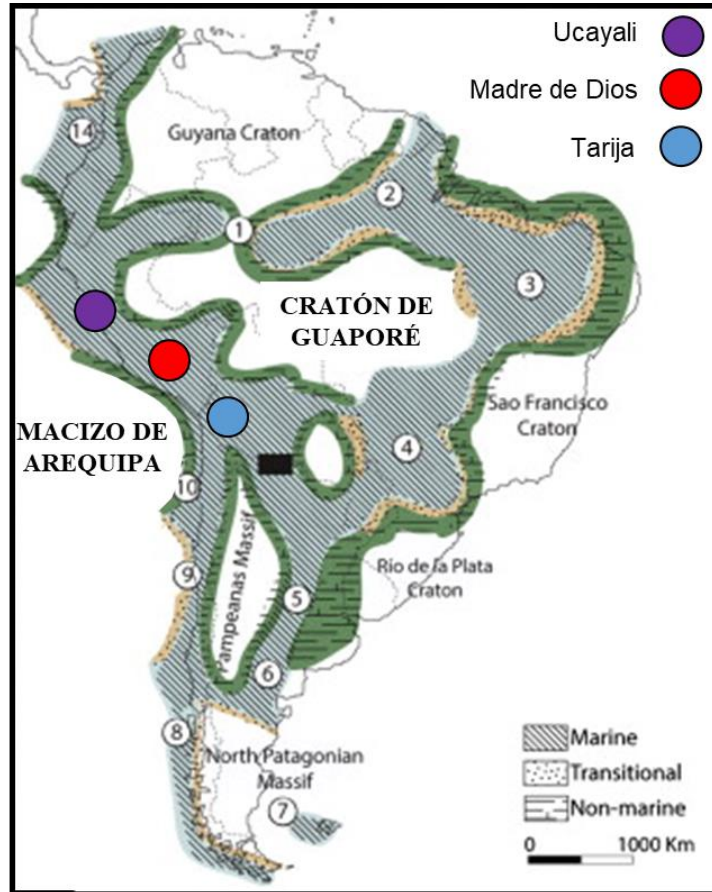 Ucayali
Madre de Dios
Tarija
14
Guyana Craton
2
1
3
CRATÓN DE
GUAPORÉ
Sao Francisco
Craton
MACIZO DE
AREQUIPA
4
10
Pampeanas Massif
9
Río de la Plata
Craton
5
6
8
North Patagonian
Massif
7
Marine
Transitional
Non-marine
0 1000 Km